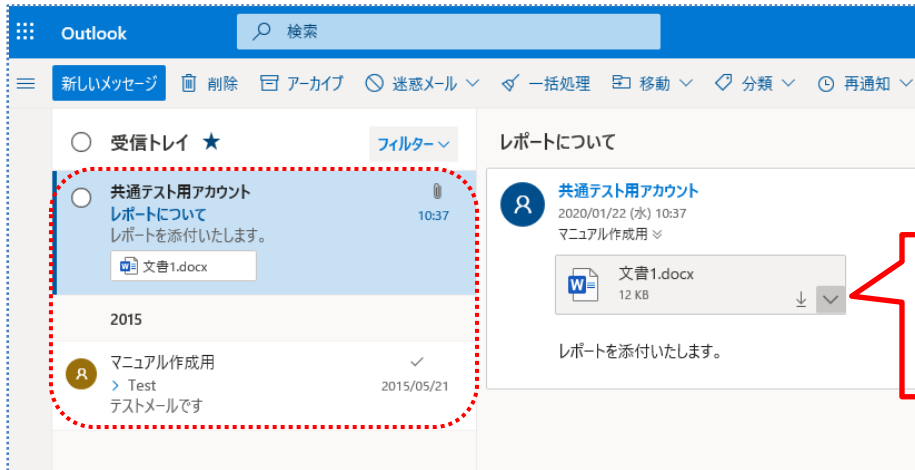 Outlook
検索
新しいメッセージ 削除 アーカイブ 迷惑メール 一括処理 移動 分類 再通知
受信トレイ ★ フィルター
共通テスト用アカウント
レポートについて 10:37
レポートを添付いたします。
文書1.docx
2015
マニュアル作成用
> Test 2015/05/21
テストメールです
レポートについて
共通テスト用アカウント
2020/01/22 (水) 10:37
マニュアル作成用
文書1.docx
12 KB
レポートを添付いたします。